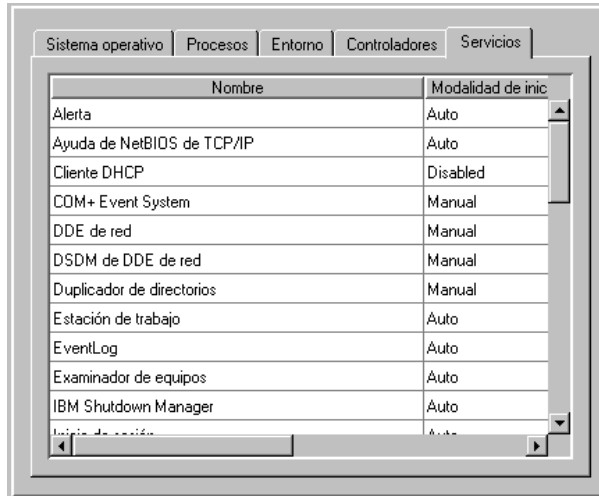 Sistema operativo Procesos Entorno Controladores Servicios
Nombre Modalidad de inic
Alerta Auto
Ayuda de NetBIOS de TCP/IP Auto
Cliente DHCP Disabled
COM+ Event System Manual
DDE de red Manual
DSDM de DDE de red Manual
Duplicador de directorios Manual
Estación de trabajo Auto
EventLog Auto
Examinador de equipos Auto
IBM Shutdown Manager Auto